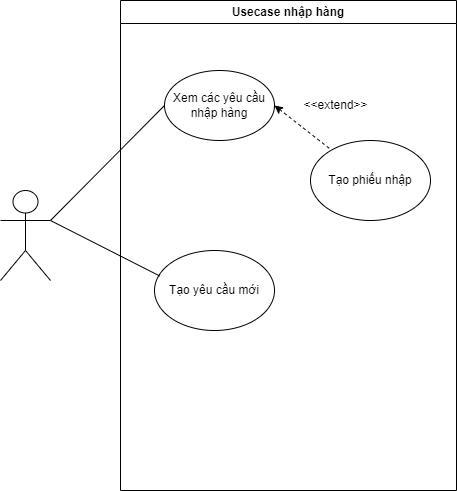 Usecase nhập hàng
Xem các yêu cầu
nhập hàng
<<extend>>
Tạo phiếu nhập
Tạo yêu cầu mới